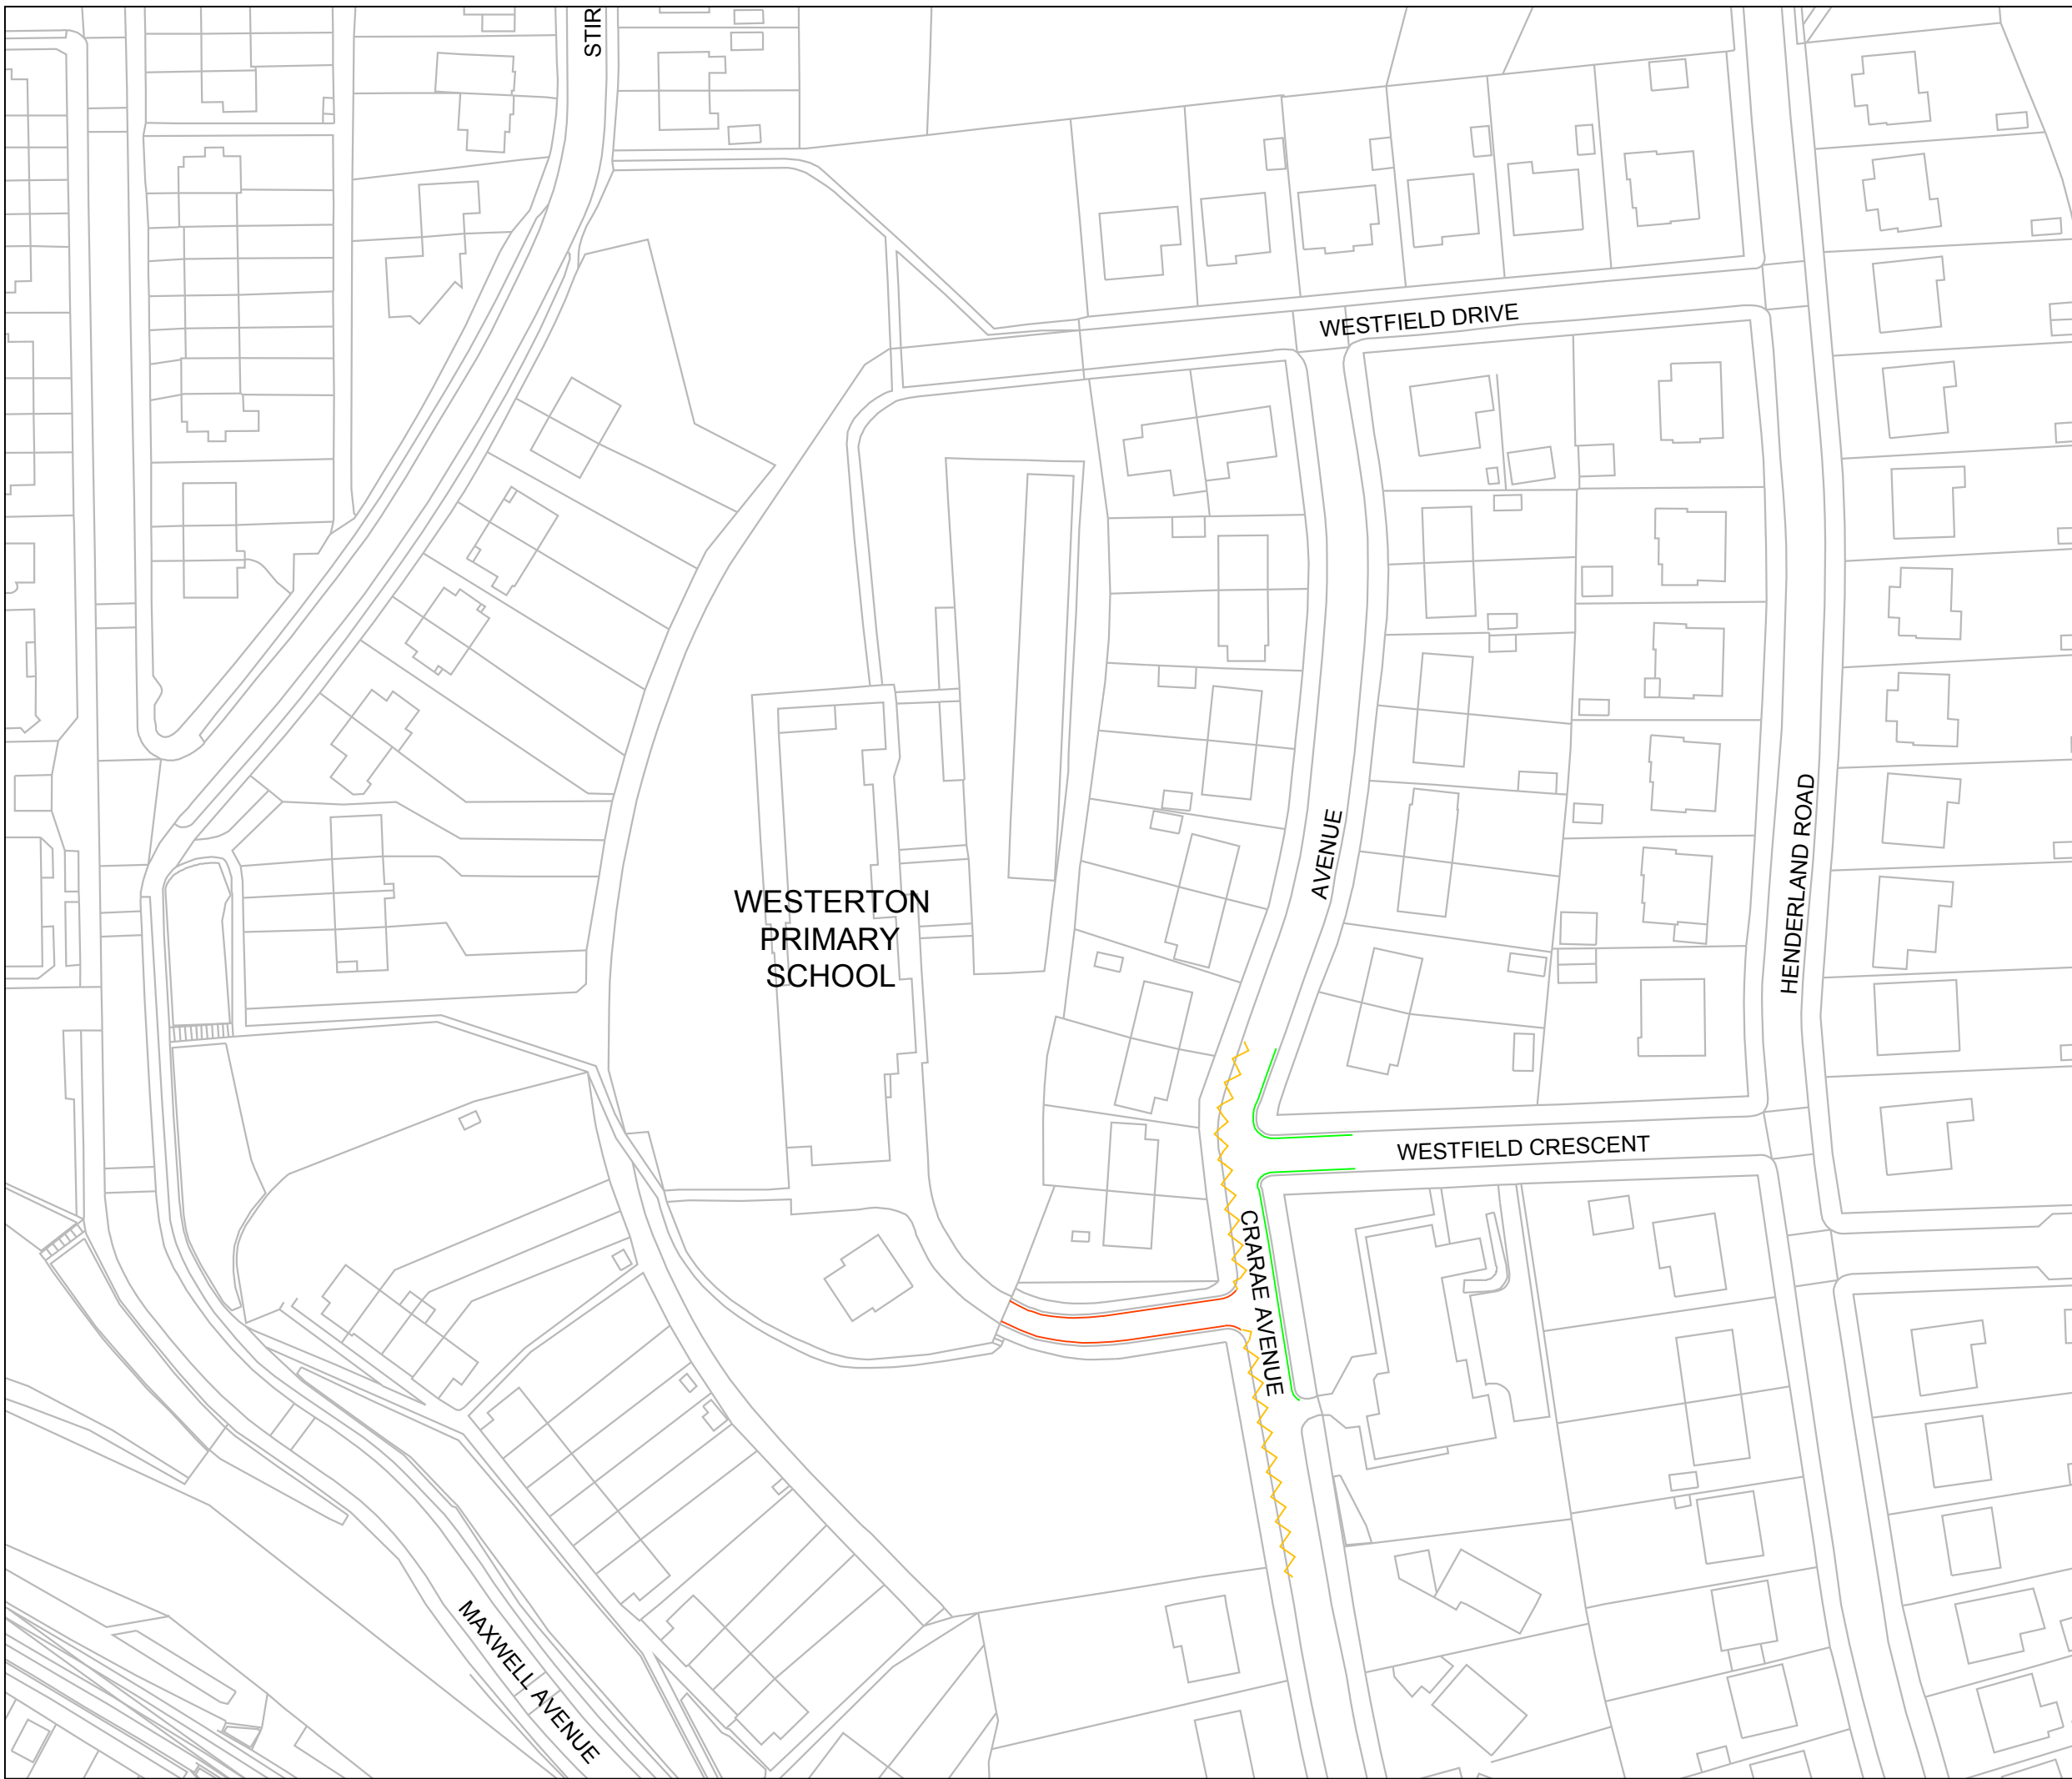 STIR
WESTFIELD DRIVE
AVENUE
HENDERLAND ROAD
WESTERTON
PRIMARY
SCHOOL
WESTFIELD CRESCENT
CRARAE AVENUE
MAXWELL AVENUE